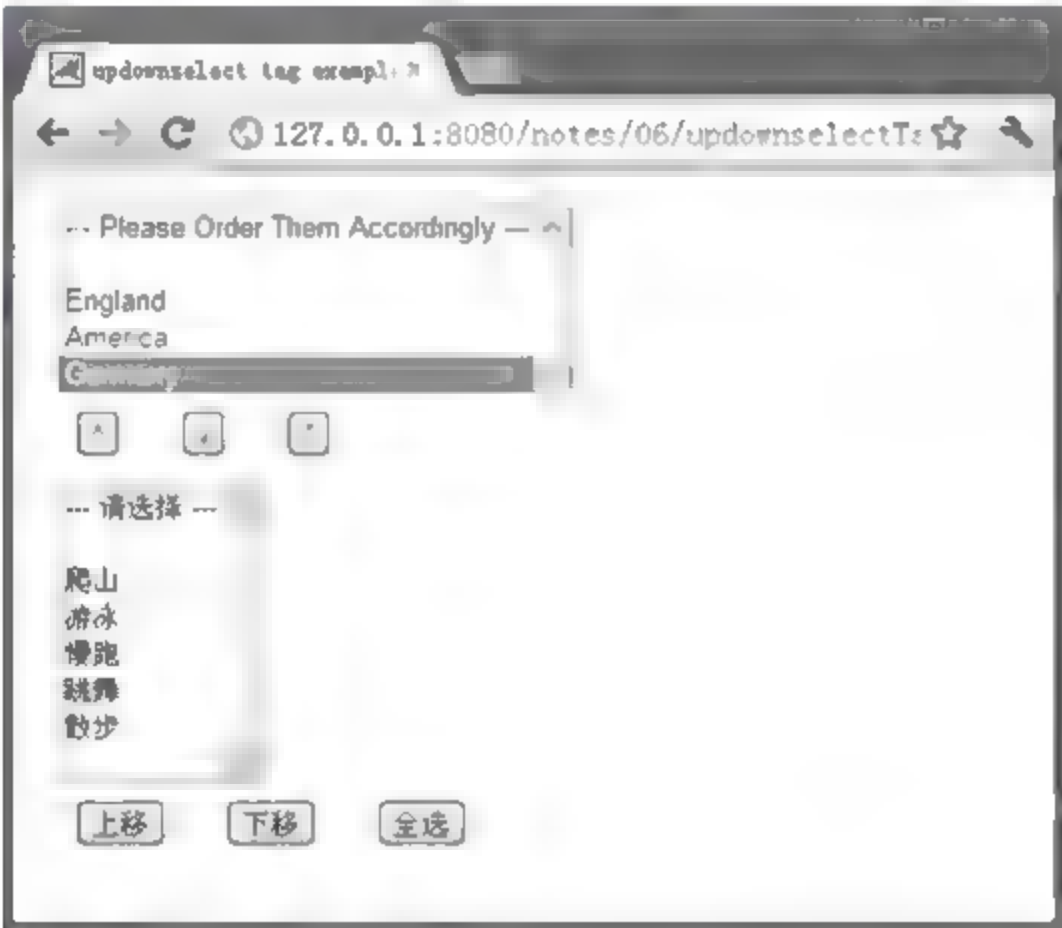 updownselect tag exampl
127.0.0.1:8080/notes/06/updownselectTa
--- Please Order Them Accordingly ---
England
America
--- 请选择 ---
爬山
游泳
慢跑
跳舞
散步
上移 下移 全选